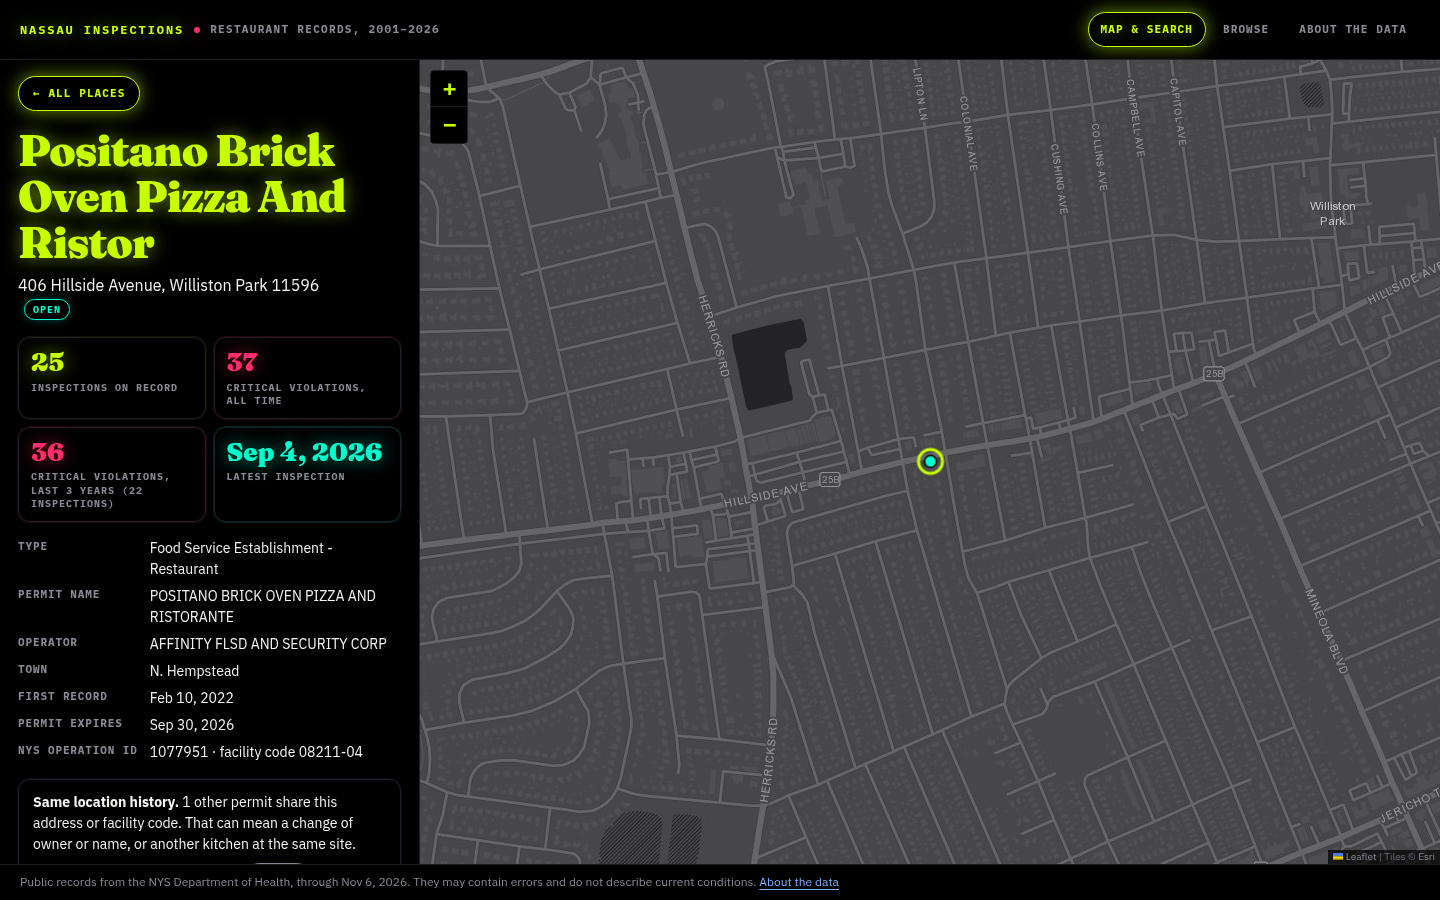 NASSAU INSPECTIONS
RESTAURANT RECORDS, 2001–2026
MAP & SEARCH
BROWSE
ABOUT THE DATA
← ALL PLACES
Positano Brick
Oven Pizza And
Ristor
406 Hillside Avenue, Williston Park 11596
OPEN
25
INSPECTIONS ON RECORD
37
CRITICAL VIOLATIONS,
ALL TIME
36
CRITICAL VIOLATIONS,
LAST 3 YEARS (22
INSPECTIONS)
Sep 4, 2026
LATEST INSPECTION
TYPE
Food Service Establishment -
Restaurant
PERMIT NAME
POSITANO BRICK OVEN PIZZA AND
RISTORANTE
OPERATOR
AFFINITY FLSD AND SECURITY CORP
TOWN
N. Hempstead
FIRST RECORD
Feb 10, 2022
PERMIT EXPIRES
Sep 30, 2026
NYS OPERATION ID
1077951 · facility code 08211-04
Same location history. 1 other permit share this
address or facility code. That can mean a change of
owner or name, or another kitchen at the same site.
+
−
LIPTON LN
COLONIAL AVE
CUSHING AVE
COLLINS AVE
CAMPBELL AVE
CAPITOL AVE
Williston
Park
HILLSIDE AVE
HERRICKS RD
25B
25B
HILLSIDE AVE
MINEOLA BLVD
HERRICKS RD
JERICHO T
Leaflet | Tiles © Esri
Public records from the NYS Department of Health, through Nov 6, 2026. They may contain errors and do not describe current conditions. About the data